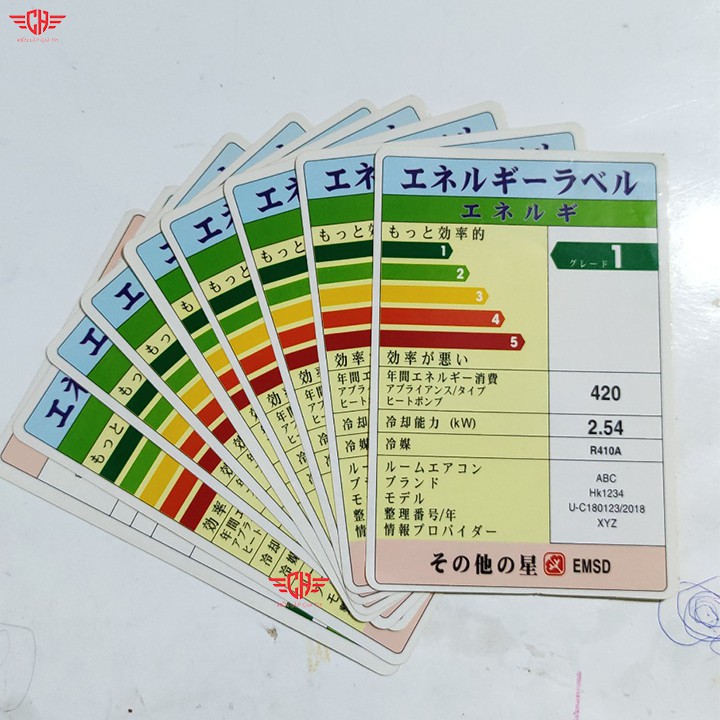 CH
エネルギーラベル
エネルギ
もっと効率的
1
2
3
4
5
グレード 1
効率が悪い
年間エネルギー消費
アプライアンス/タイプ
ヒートポンプ
420
冷却能力 (kW)
2.54
冷媒
R410A
ルームエアコン
ブランド
モデル
整理番号/年
情報プロバイダー
ABC
Hk1234
U-C180123/2018
XYZ
その他の星
EMSD
CH